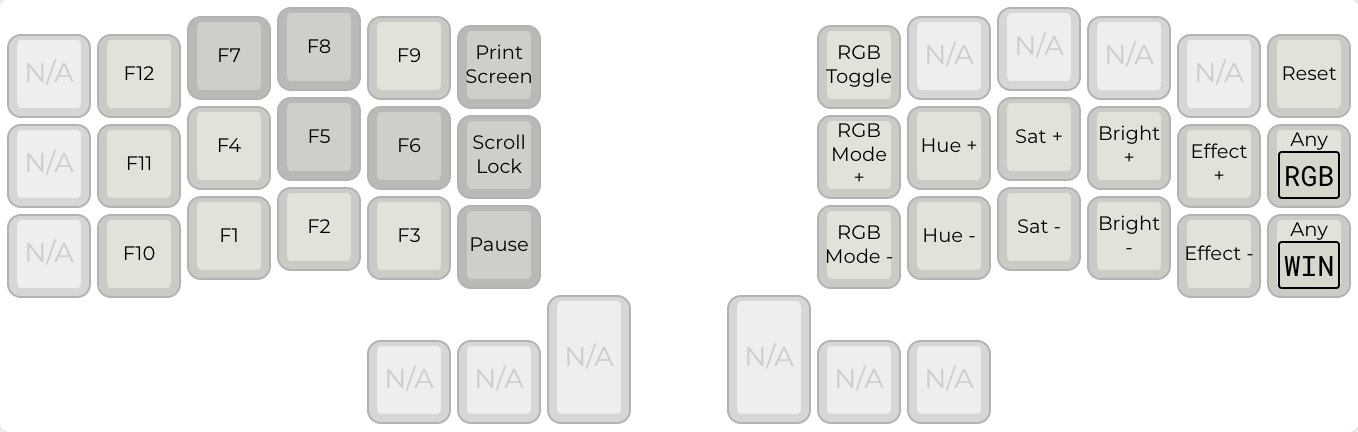 N/A
F12
F7
F8
F9
Print
Screen
RGB
Toggle
N/A
N/A
N/A
N/A
Reset
N/A
F11
F4
F5
F6
Scroll
Lock
RGB
Mode
+
Hue +
Sat +
Bright
+
Effect
+
Any
RGB
N/A
F10
F1
F2
F3
Pause
RGB
Mode -
Hue -
Sat -
Bright
-
Effect -
Any
WIN
N/A
N/A
N/A
N/A
N/A
N/A